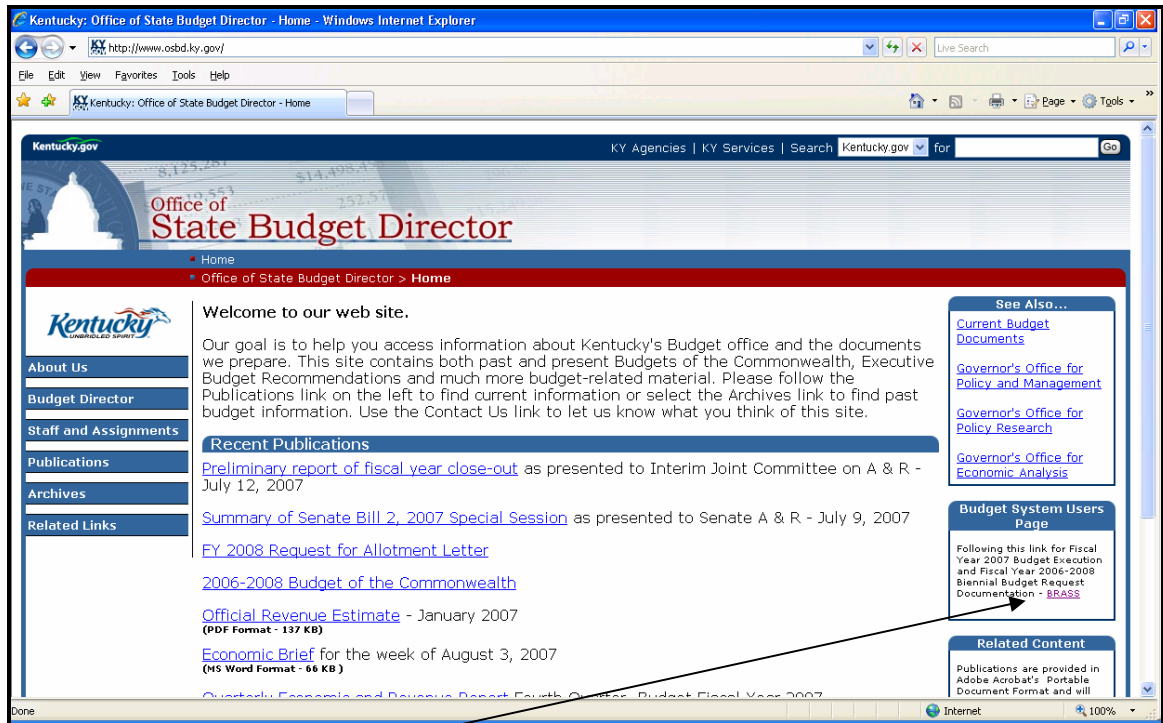 Kentucky: Office of State Budget Director - Home - Windows Internet Explorer
http://www.osbd.ky.gov/
Live Search
File Edit View Favorites Tools Help
Kentucky: Office of State Budget Director - Home
Page Tools
Kentucky.gov
KY Agencies | KY Services | Search Kentucky.gov for Go
Office of
State Budget Director
Home
Office of State Budget Director > Home
Kentucky
UNBRIDLED SPIRIT
About Us
Budget Director
Staff and Assignments
Publications
Archives
Related Links
Welcome to our web site.
Our goal is to help you access information about Kentucky's Budget office and the documents
we prepare. This site contains both past and present Budgets of the Commonwealth, Executive
Budget Recommendations and much more budget-related material. Please follow the
Publications link on the left to find current information or select the Archives link to find past
budget information. Use the Contact Us link to let us know what you think of this site.
Recent Publications
Preliminary report of fiscal year close-out as presented to Interim Joint Committee on A & R -
July 12, 2007
Summary of Senate Bill 2, 2007 Special Session as presented to Senate A & R - July 9, 2007
FY 2008 Request for Allotment Letter
2006-2008 Budget of the Commonwealth
Official Revenue Estimate - January 2007
(PDF Format - 137 KB)
Economic Brief for the week of August 3, 2007
(MS Word Format - 66 KB )
Quarterly Economic and Revenue Report Fourth Quarter, Budget Fiscal Year 2007
See Also...
Current Budget
Documents
Governor's Office for
Policy and Management
Governor's Office for
Policy Research
Governor's Office for
Economic Analysis
Budget System Users
Page
Following this link for Fiscal
Year 2007 Budget Execution
and Fiscal Year 2006-2008
Biennial Budget Request
Documentation - BRASS
Related Content
Publications are provided in
Adobe Acrobat's Portable
Document Format and will
Done
Internet
100%